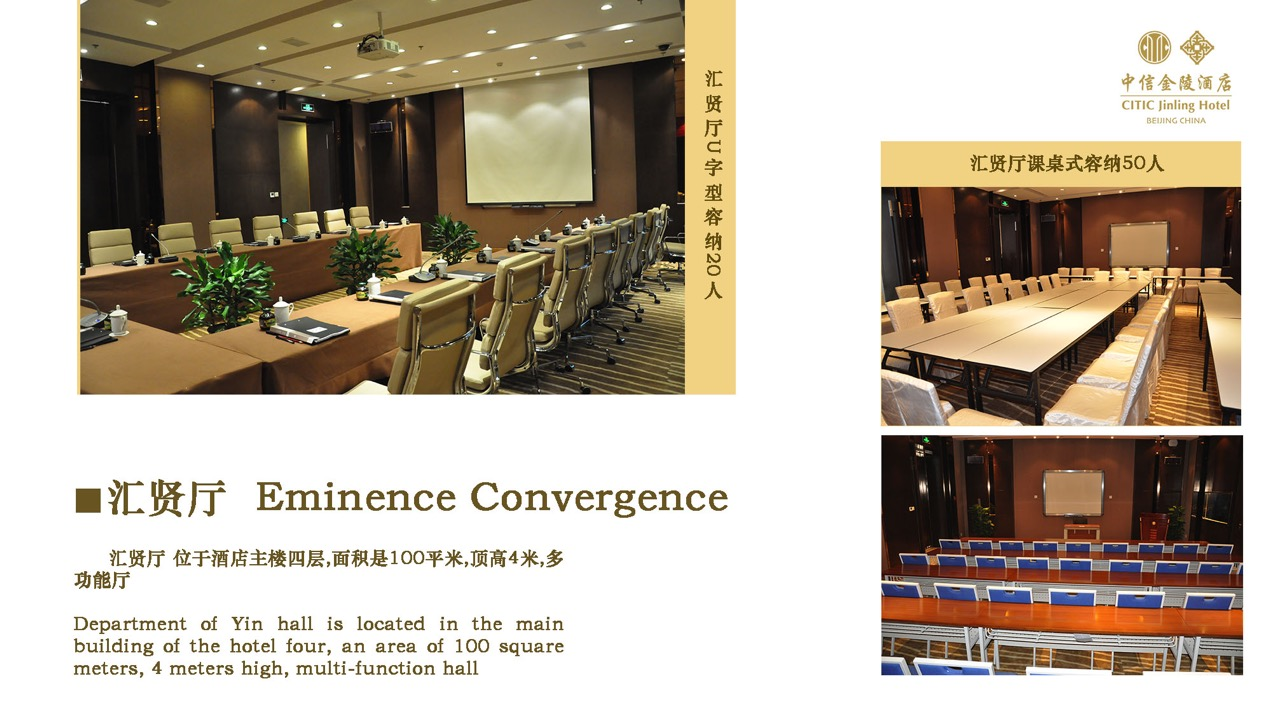 汇贤厅U字型容纳20人
中信金陵酒店
CITIC Jinling Hotel
BEIJING CHINA
汇贤厅课桌式容纳50人
■汇贤厅 Eminence Convergence
汇贤厅 位于酒店主楼四层,面积是100平米,顶高4米,多
功能厅
Department of Yin hall is located in the main
building of the hotel four, an area of 100 square
meters, 4 meters high, multi-function hall